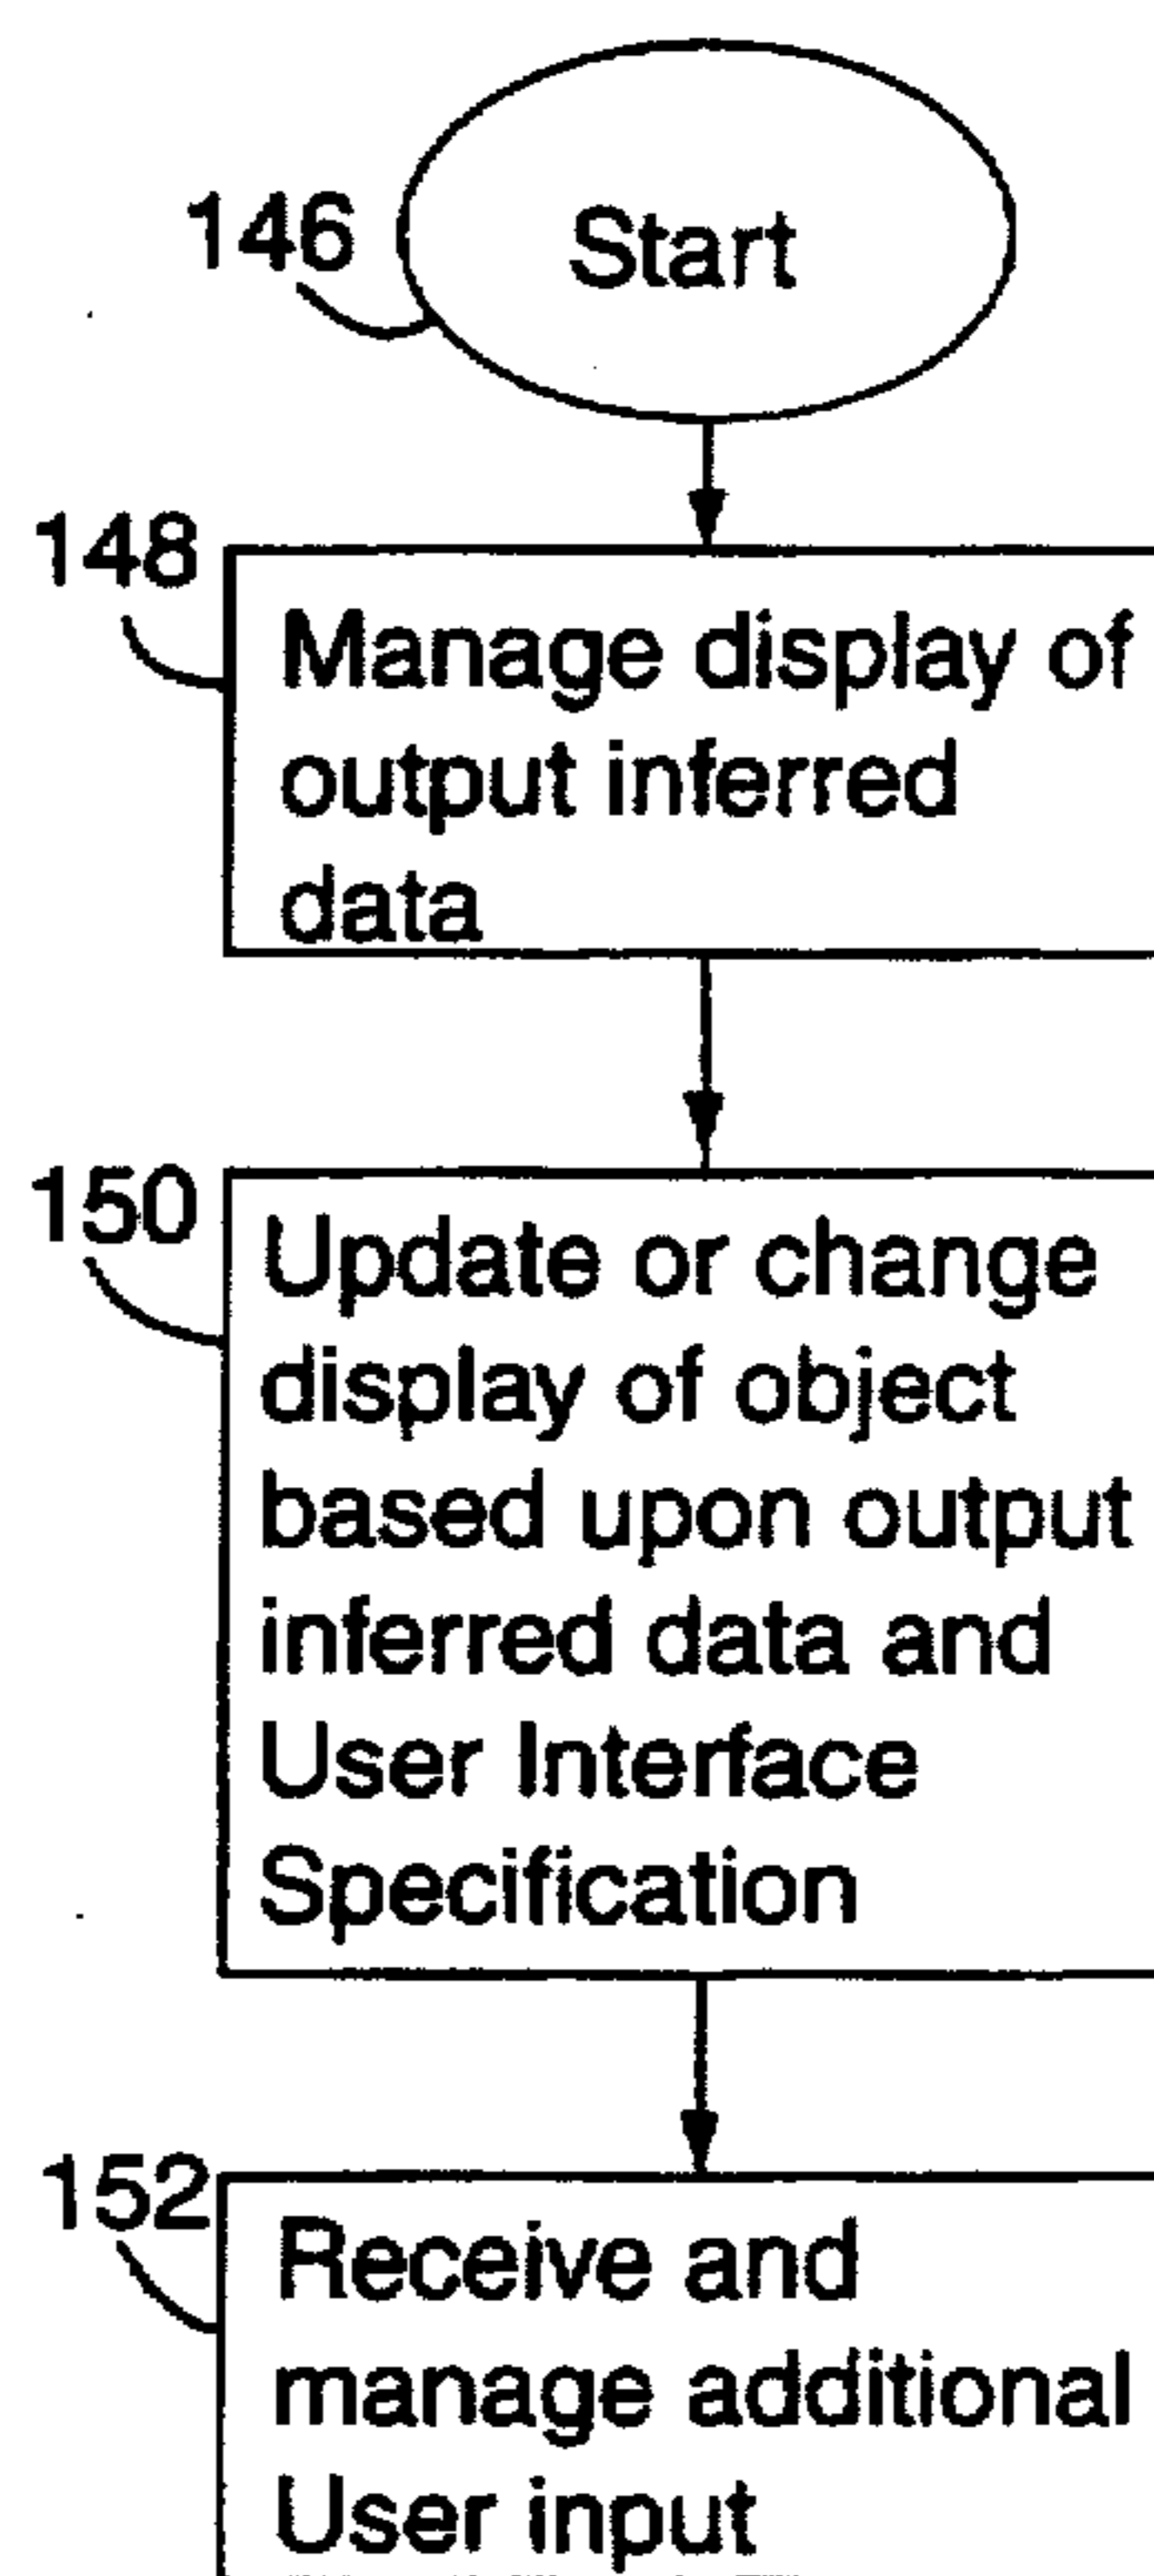 146
Start
148
Manage display of
output inferred
data
150
Update or change
display of object
based upon output
inferred data and
User Interface
Specification
152
Receive and
manage additional
User input